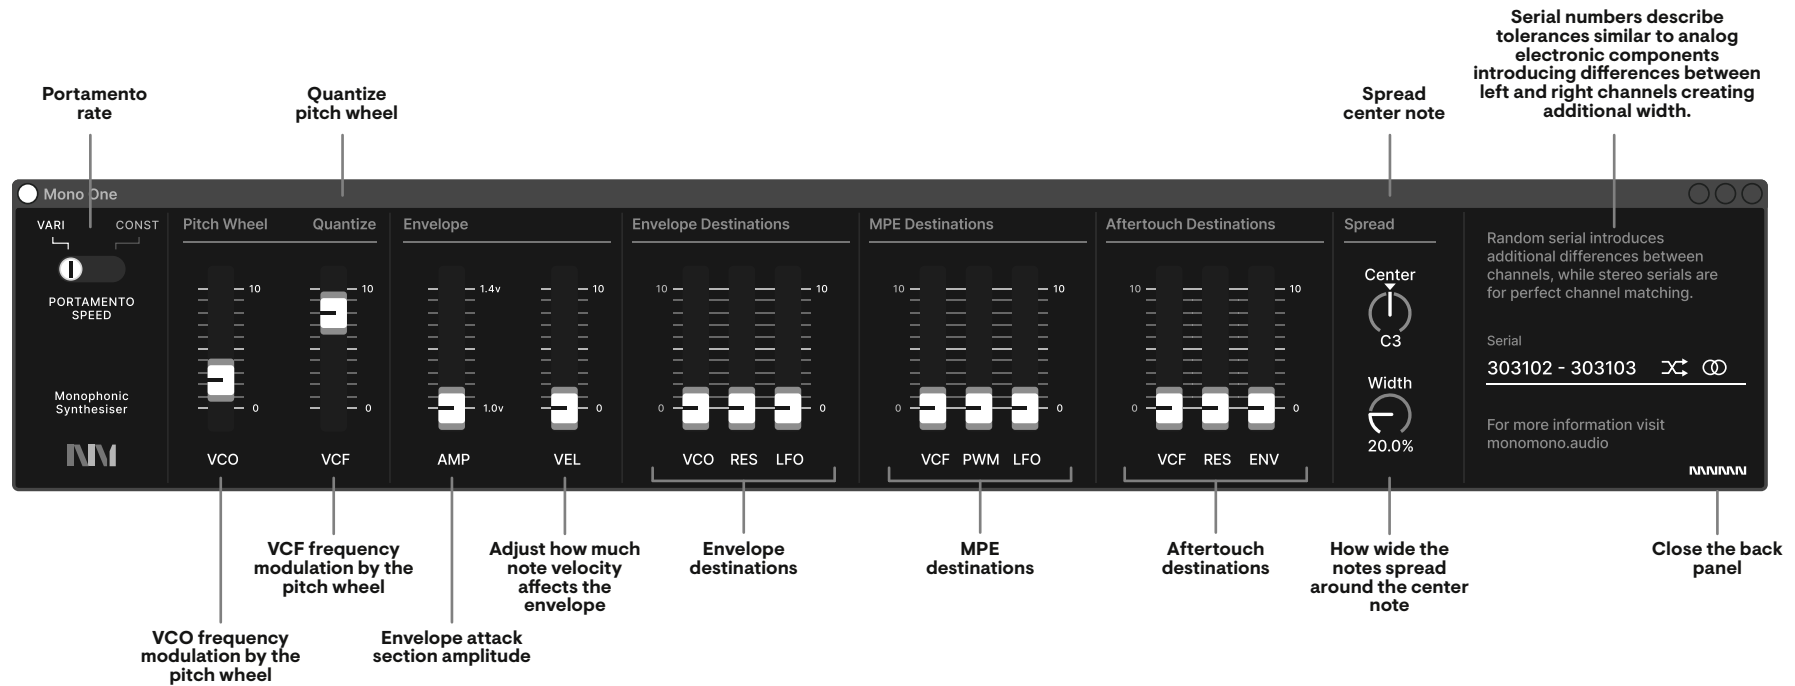 Serial numbers describe
tolerances similar to analog
electronic components
introducing differences between
left and right channels creating
additional width.
Portamento
rate
Quantize
pitch wheel
Spread
center note
Mono One
VARI
CONST
PORTAMENTO
SPEED
Monophonic
Synthesiser
Pitch Wheel
Quantize
10
0
VCO
10
0
VCF
Envelope
1.4v
1.0v
AMP
10
0
VEL
Envelope Destinations
10
10
0
0
VCO RES LFO
MPE Destinations
10
10
0
0
VCF PWM LFO
Aftertouch Destinations
10
10
0
0
VCF RES ENV
Spread
Center
C3
Width
20.0%
Random serial introduces
additional differences between
channels, while stereo serials are
for perfect channel matching.
Serial
303102 - 303103
For more information visit
monomono.audio
VCF frequency
modulation by the
pitch wheel
Adjust how much
note velocity
affects the
envelope
Envelope
destinations
MPE
destinations
Aftertouch
destinations
How wide the
notes spread
around the center
note
Close the back
panel
VCO frequency
modulation by the
pitch wheel
Envelope attack
section amplitude